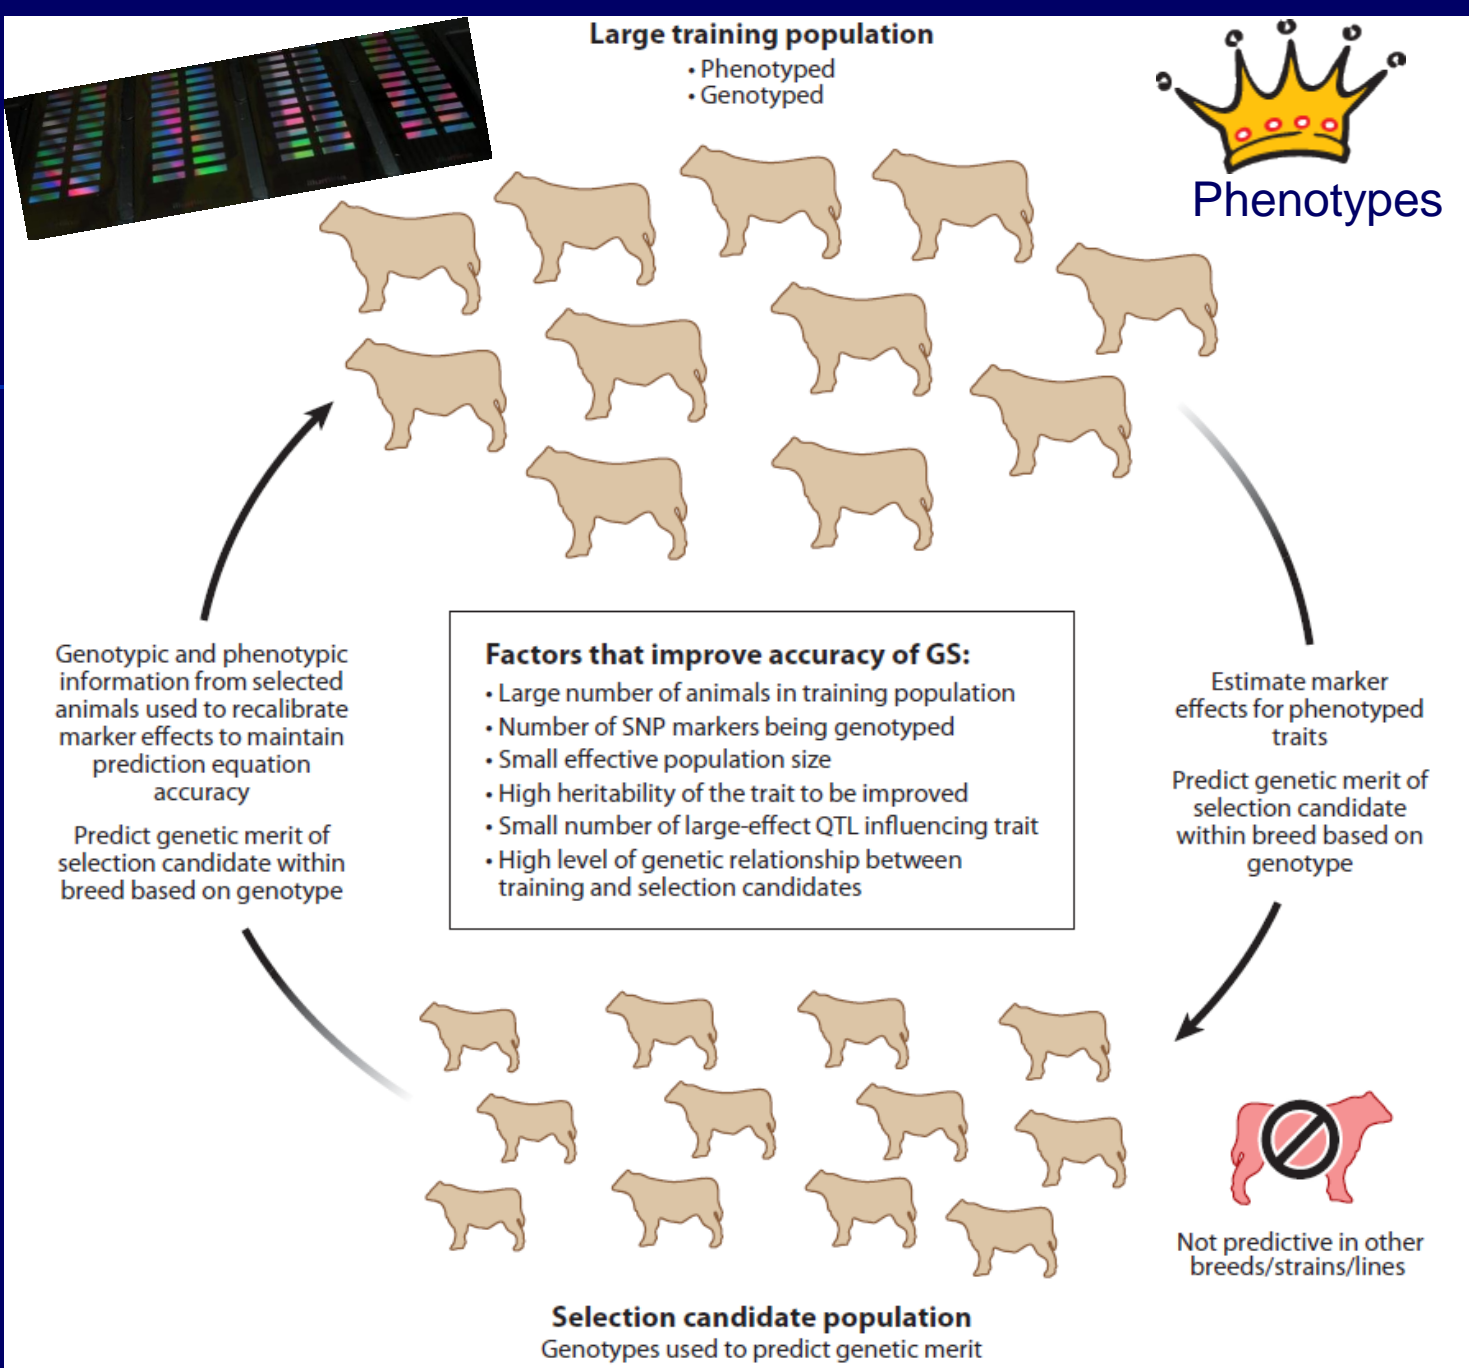 Large training population
• Phenotyped
• Genotyped
Phenotypes
Genotypic and phenotypic
information from selected
animals used to recalibrate
marker effects to maintain
prediction equation
accuracy
Predict genetic merit of
selection candidate within
breed based on genotype
Factors that improve accuracy of GS:
• Large number of animals in training population
• Number of SNP markers being genotyped
• Small effective population size
• High heritability of the trait to be improved
• Small number of large-effect QTL influencing trait
• High level of genetic relationship between
training and selection candidates
Estimate marker
effects for phenotyped
traits
Predict genetic merit of
selection candidate
within breed based on
genotype
Not predictive in other
breeds/strains/lines
Selection candidate population
Genotypes used to predict genetic merit